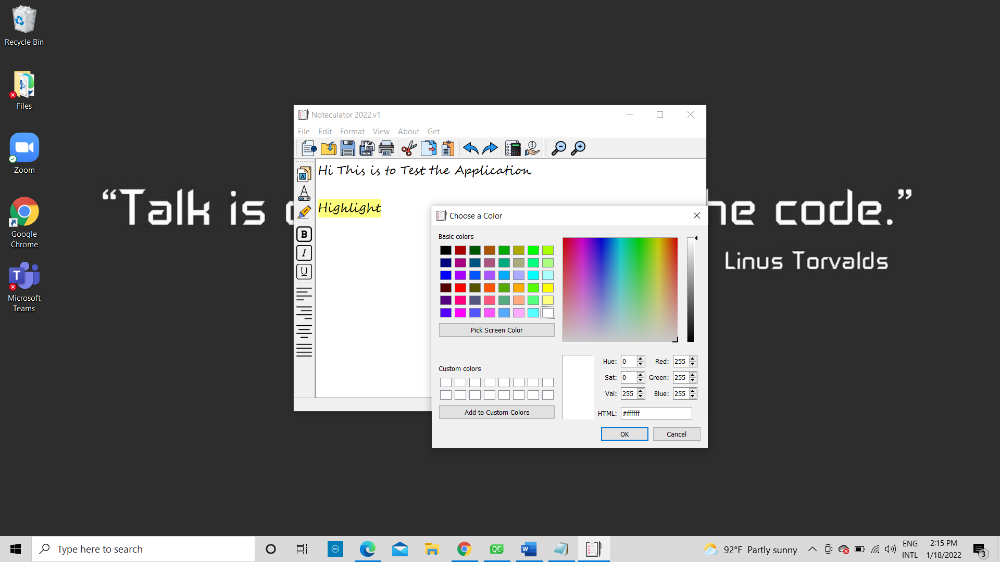 Recycle Bin
Files
Zoom
Google
Chrome
Microsoft
Teams
“Talk is
he code.”
Linus Torvalds
Noteculator 2022.v1
File Edit Format View About Get
Hi This is to Test the Application
Highlight
B
I
U
Choose a Color
Basic colors
Pick Screen Color
Custom colors
Add to Custom Colors
Hue: 0 Red: 255
Sat: 0 Green: 255
Val: 255 Blue: 255
HTML: #ffffff
OK Cancel
Type here to search
DELL
QC
W
92°F Partly sunny
ENG
INTL
2:15 PM
1/18/2022
3